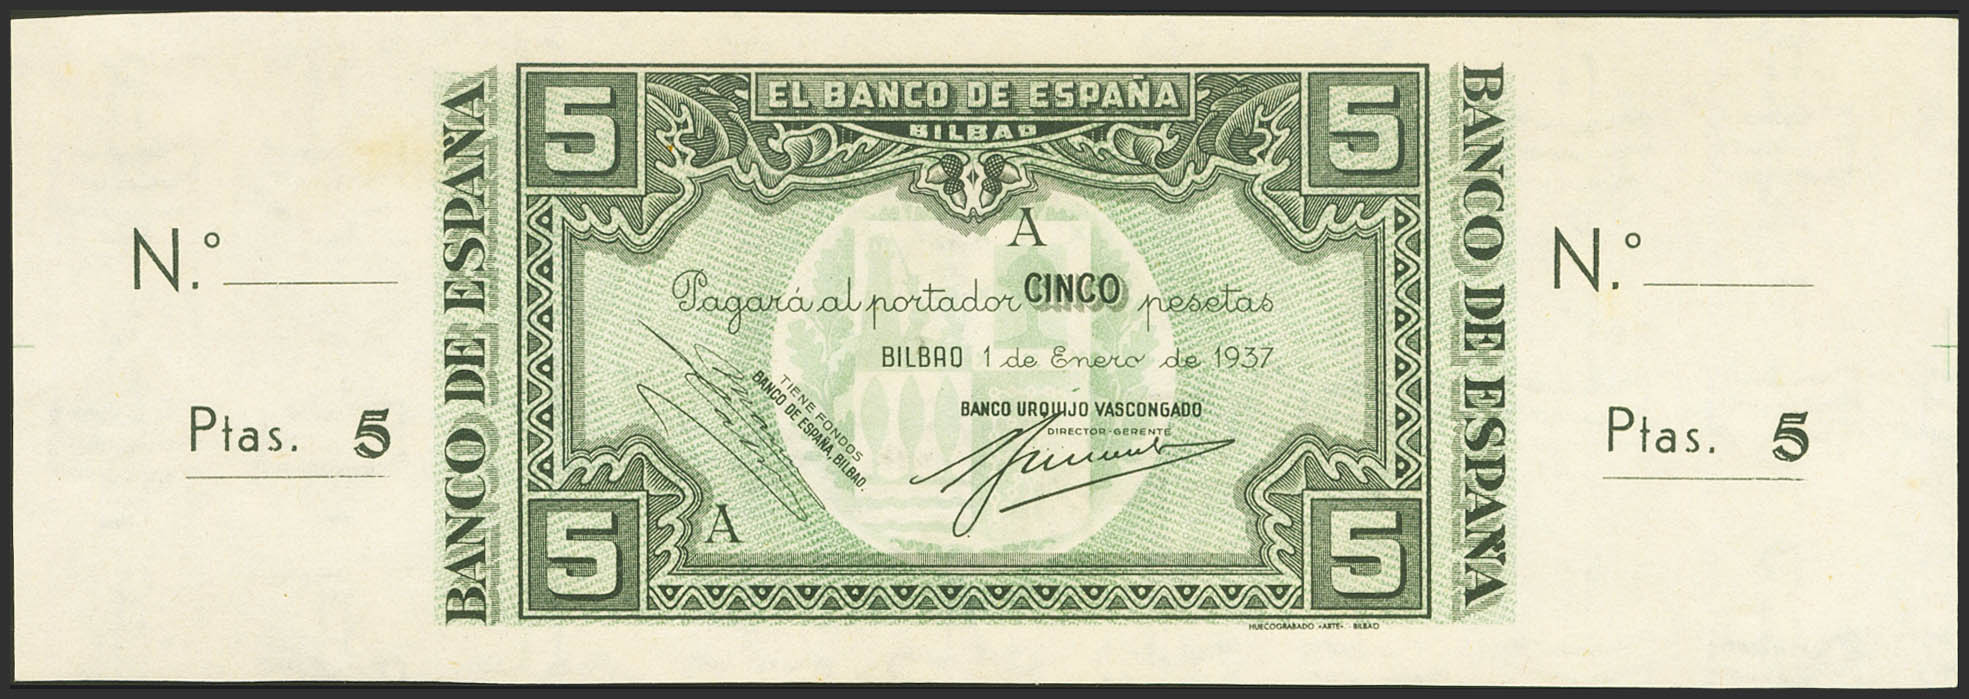 N.º
Ptas. 5
BANCO DE ESPAÑA
5
EL BANCO DE ESPAÑA
5
BILBAO
A
Pagará al portador CINCO pesetas
BILBAO 1 de Enero de 1937
TIENE FONDOS
BANCO DE ESPAÑA, BILBAO.
BANCO URQUIJO VASCONGADO
DIRECTOR-GERENTE
A
5
5
HUECOGRABADO «ARTE» - BILBAO
BANCO DE ESPAÑA
N.º
Ptas. 5